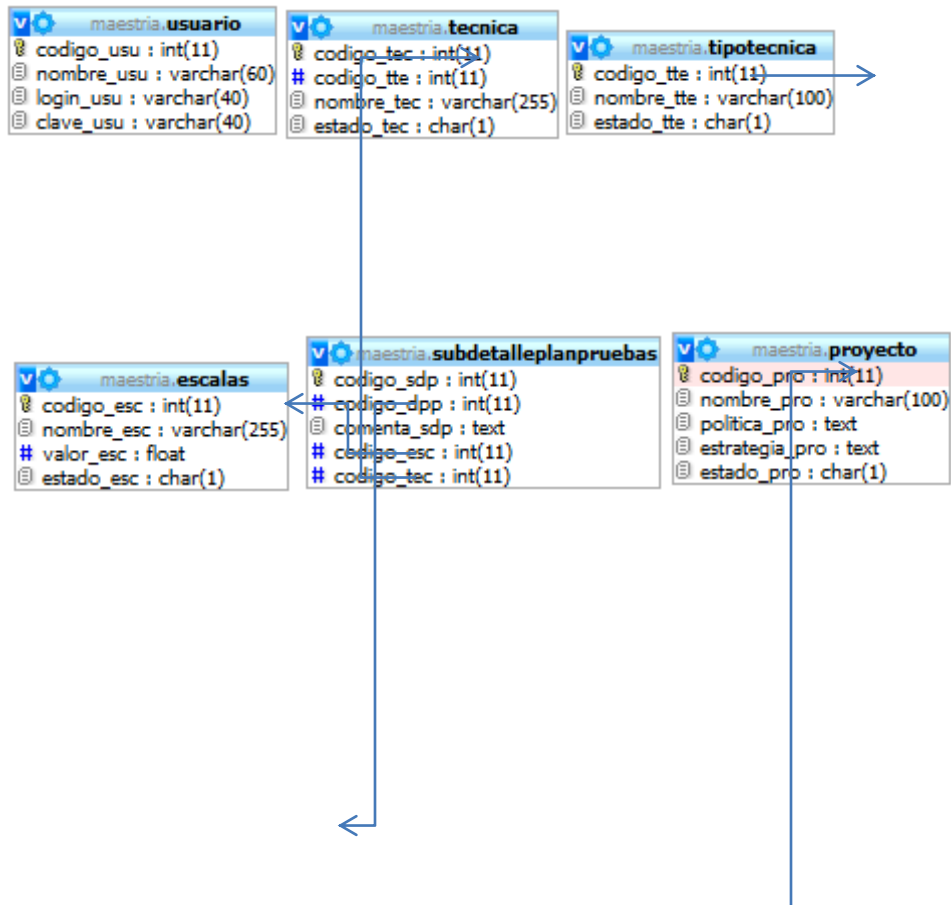 maestria.usuario
codigo_usu : int(11)
nombre_usu : varchar(60)
login_usu : varchar(40)
clave_usu : varchar(40)
maestria.tecnica
codigo_tec : int(11)
codigo_tte : int(11)
nombre_tec : varchar(255)
estado_tec : char(1)
maestria.tipotecnica
codigo_tte : int(11)
nombre_tte : varchar(100)
estado_tte : char(1)
maestria.escalas
codigo_esc : int(11)
nombre_esc : varchar(255)
valor_esc : float
estado_esc : char(1)
maestria.subdetalleplanpruebas
codigo_sdp : int(11)
codigo_dpp : int(11)
comenta_sdp : text
codigo_esc : int(11)
codigo_tec : int(11)
maestria.proyecto
codigo_pro : int(11)
nombre_pro : varchar(100)
politica_pro : text
estrategia_pro : text
estado_pro : char(1)